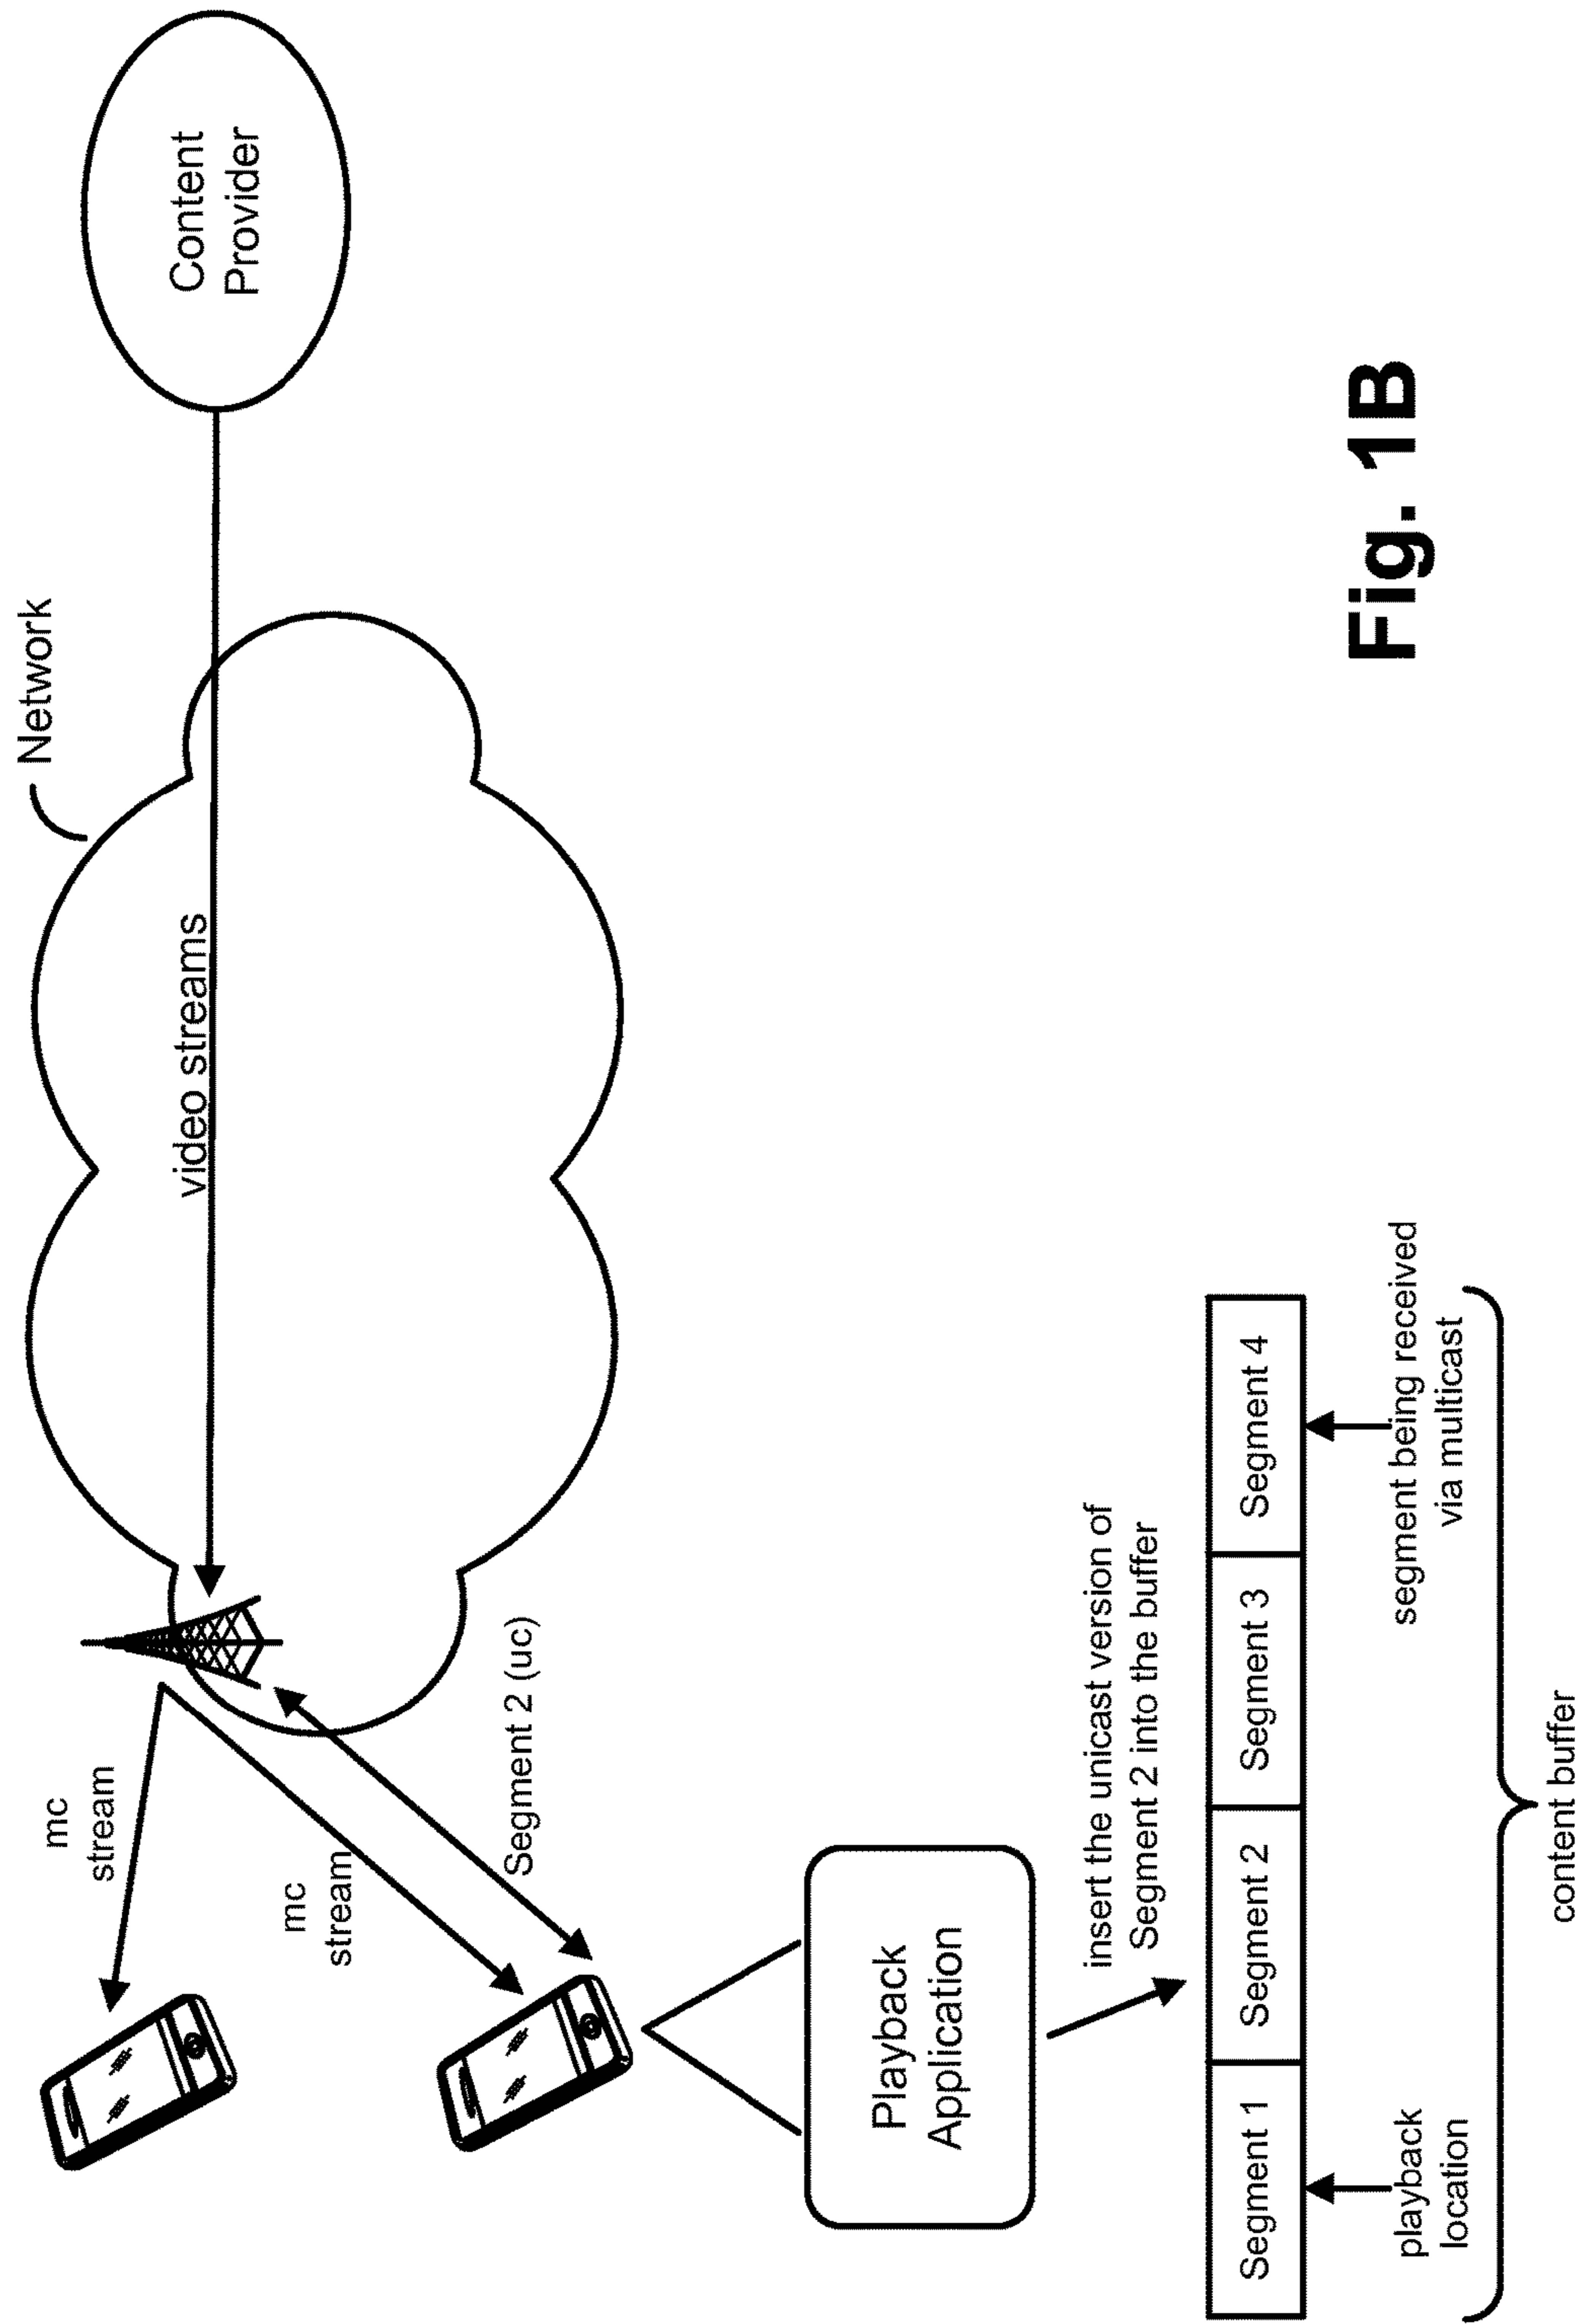 Network
Content
Provider
video streams
mc
stream
mc
stream
Segment 2 (uc)
Playback
Application
insert the unicast version of
Segment 2 into the buffer
Segment 1
Segment 2
Segment 3
Segment 4
playback
location
segment being received
via multicast
content buffer
Fig. 1B